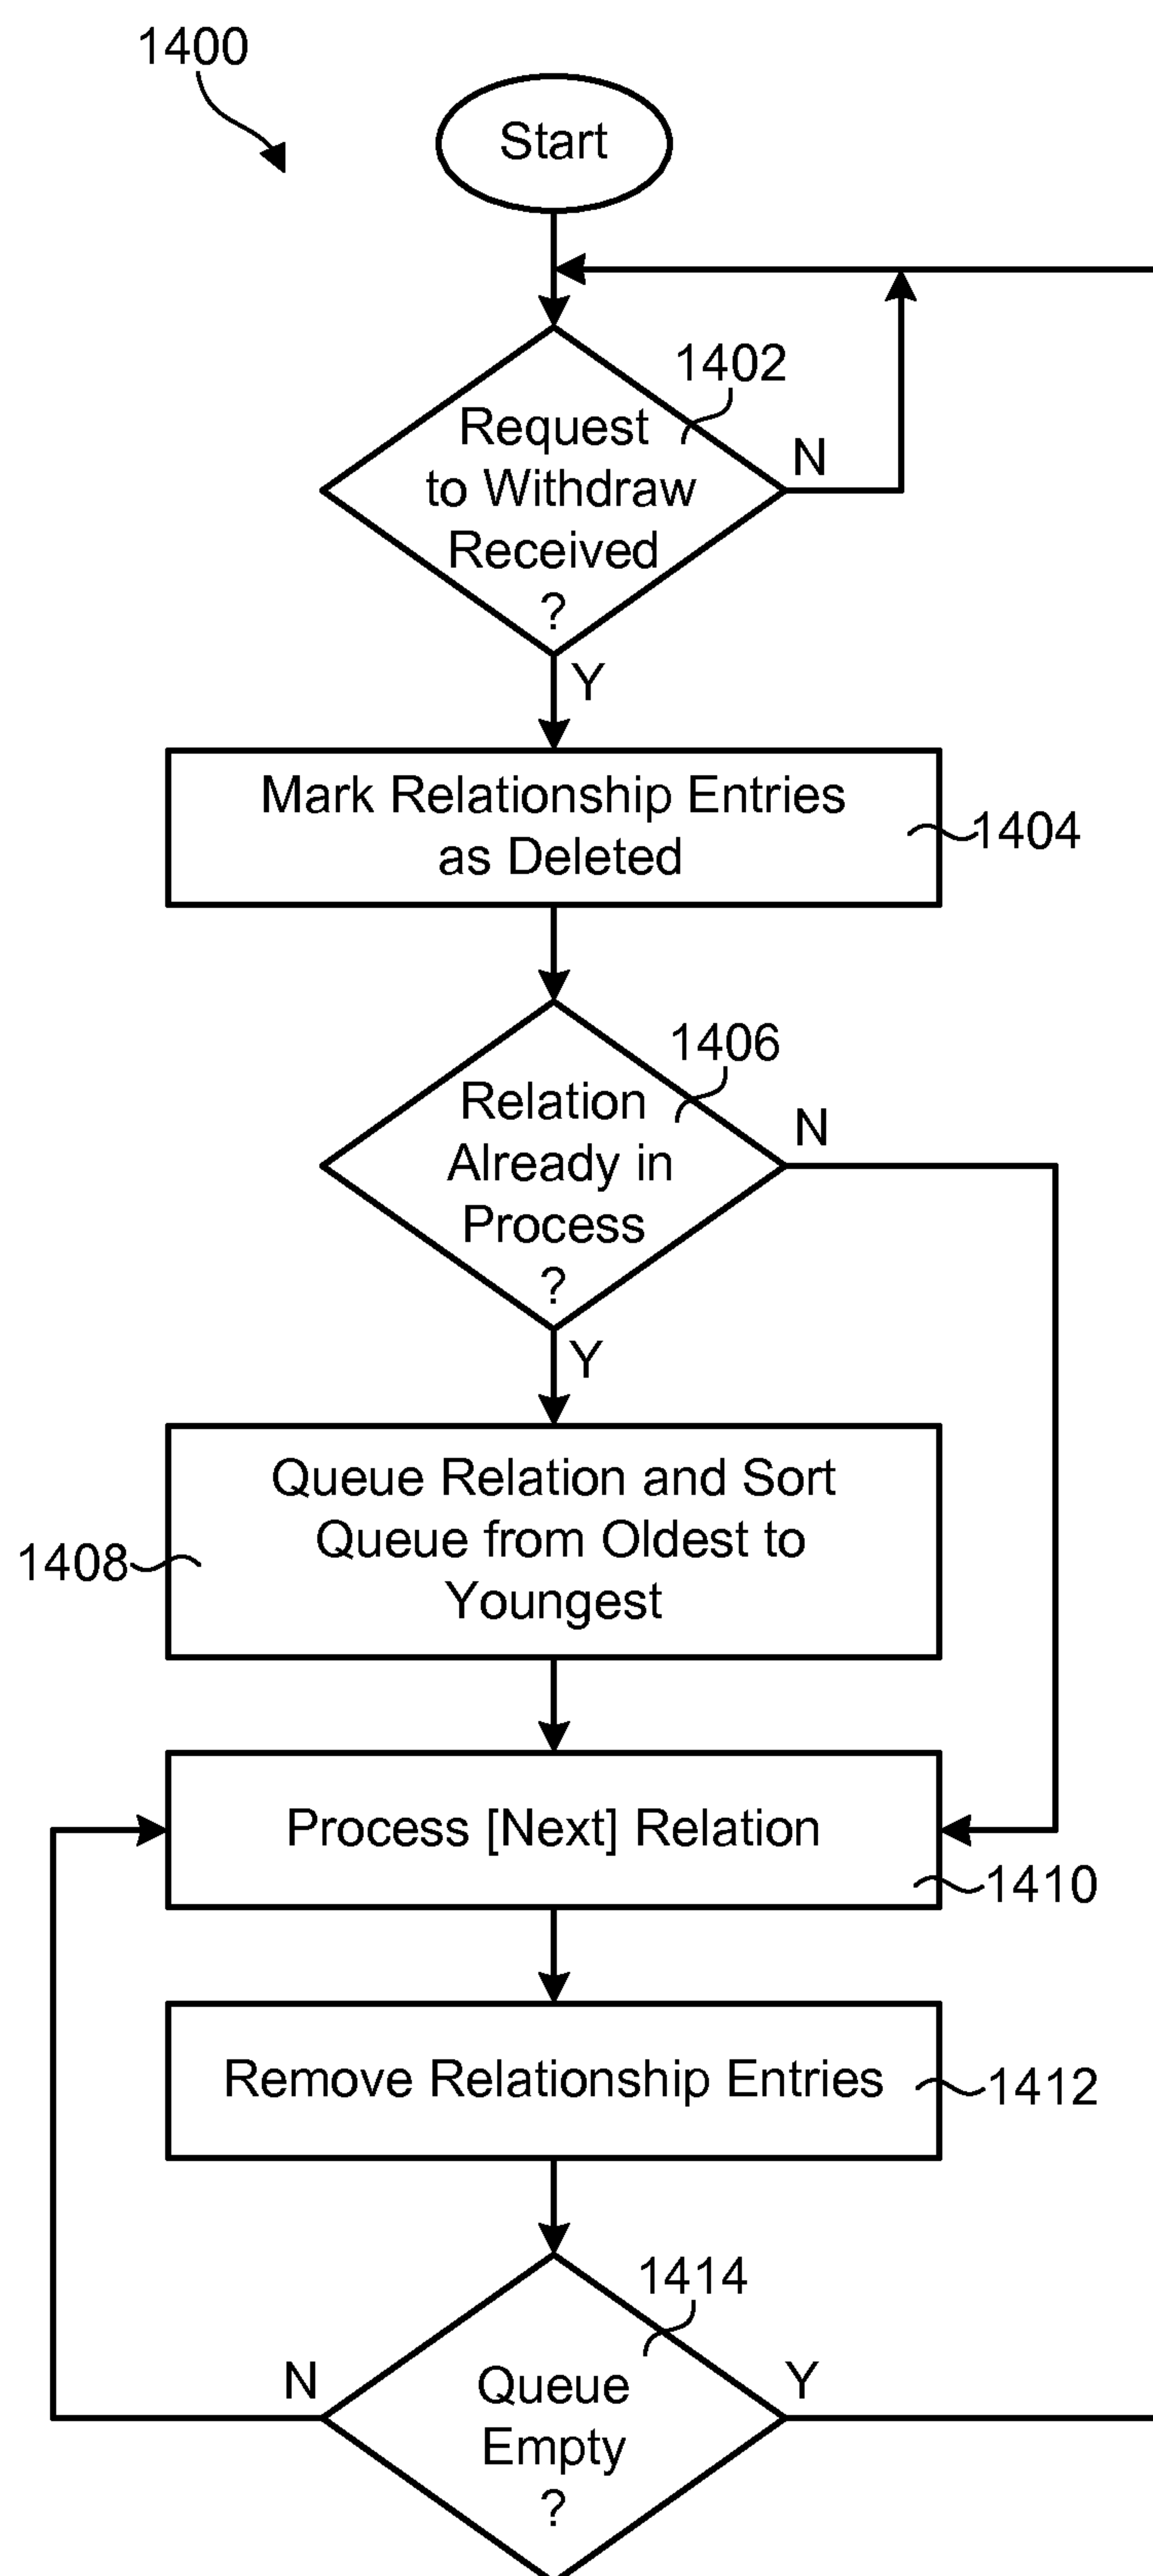 1400
Start
1402
Request
to Withdraw
Received
?
N
Y
Mark Relationship Entries
as Deleted
1404
1406
Relation
Already in
Process
?
N
Y
Queue Relation and Sort
Queue from Oldest to
Youngest
1408
Process [Next] Relation
1410
Remove Relationship Entries
1412
1414
Queue
Empty
?
N
Y